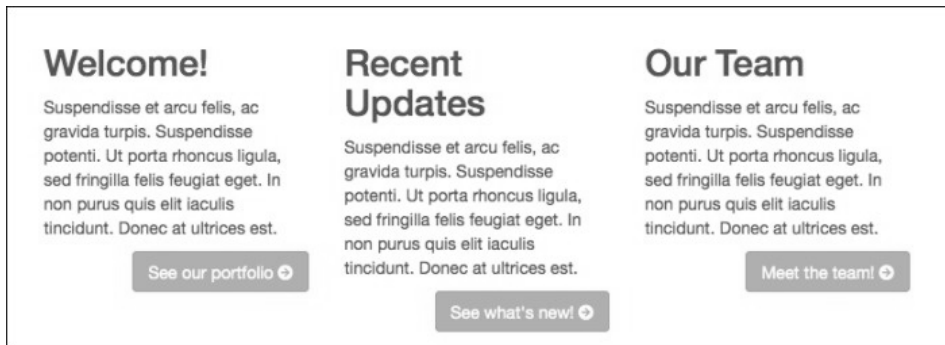 Welcome!
Suspendisse et arcu felis, ac
gravida turpis. Suspendisse
potenti. Ut porta rhoncus ligula,
sed fringilla felis feugiat eget. In
non purus quis elit iaculis
tincidunt. Donec at ultrices est.
See our portfolio
Recent
Updates
Suspendisse et arcu felis, ac
gravida turpis. Suspendisse
potenti. Ut porta rhoncus ligula,
sed fringilla felis feugiat eget. In
non purus quis elit iaculis
tincidunt. Donec at ultrices est.
See what's new!
Our Team
Suspendisse et arcu felis, ac
gravida turpis. Suspendisse
potenti. Ut porta rhoncus ligula,
sed fringilla felis feugiat eget. In
non purus quis elit iaculis
tincidunt. Donec at ultrices est.
Meet the team!